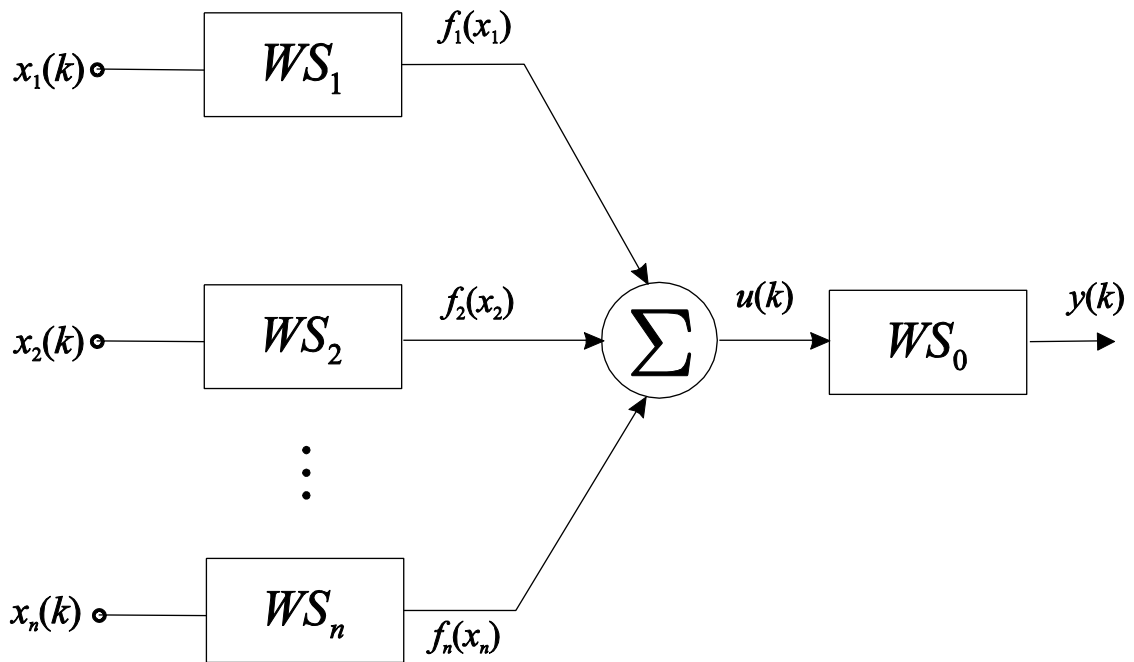 x₁(k) WS₁ f₁(x₁)
x₂(k) WS₂ f₂(x₂) Σ u(k) WS₀ y(k)
⋮
xₙ(k) WSₙ fₙ(xₙ)